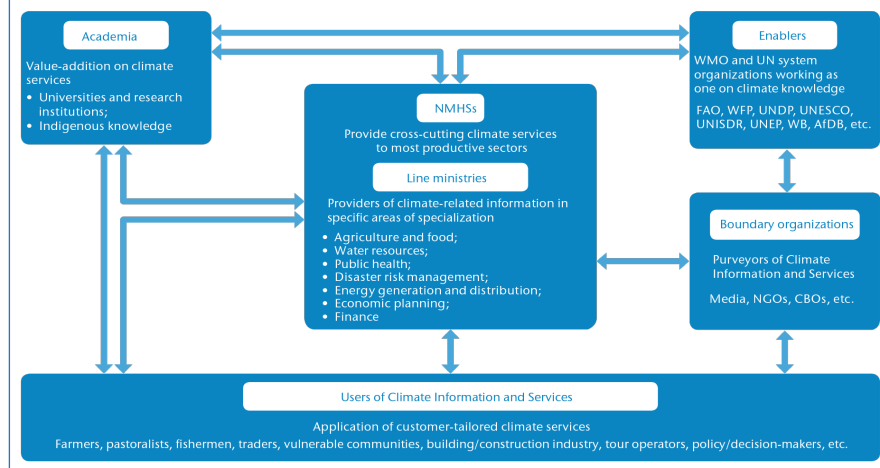 Academia
Value-addition on climate
services
• Universities and research
institutions;
• Indigenous knowledge
Enablers
WMO and UN system
organizations working as
one on climate knowledge
FAO, WFP, UNDP, UNESCO,
UNISDR, UNEP, WB, AfDB, etc.
NMHSs
Provide cross-cutting climate services
to most productive sectors
Line ministries
Providers of climate-related information in
specific areas of specialization
• Agriculture and food;
• Water resources;
• Public health;
• Disaster risk management;
• Energy generation and distribution;
• Economic planning;
• Finance
Boundary organizations
Purveyors of Climate
Information and Services
Media, NGOs, CBOs, etc.
Users of Climate Information and Services
Application of customer-tailored climate services
Farmers, pastoralists, fishermen, traders, vulnerable communities, building/construction industry, tour operators, policy/decision-makers, etc.